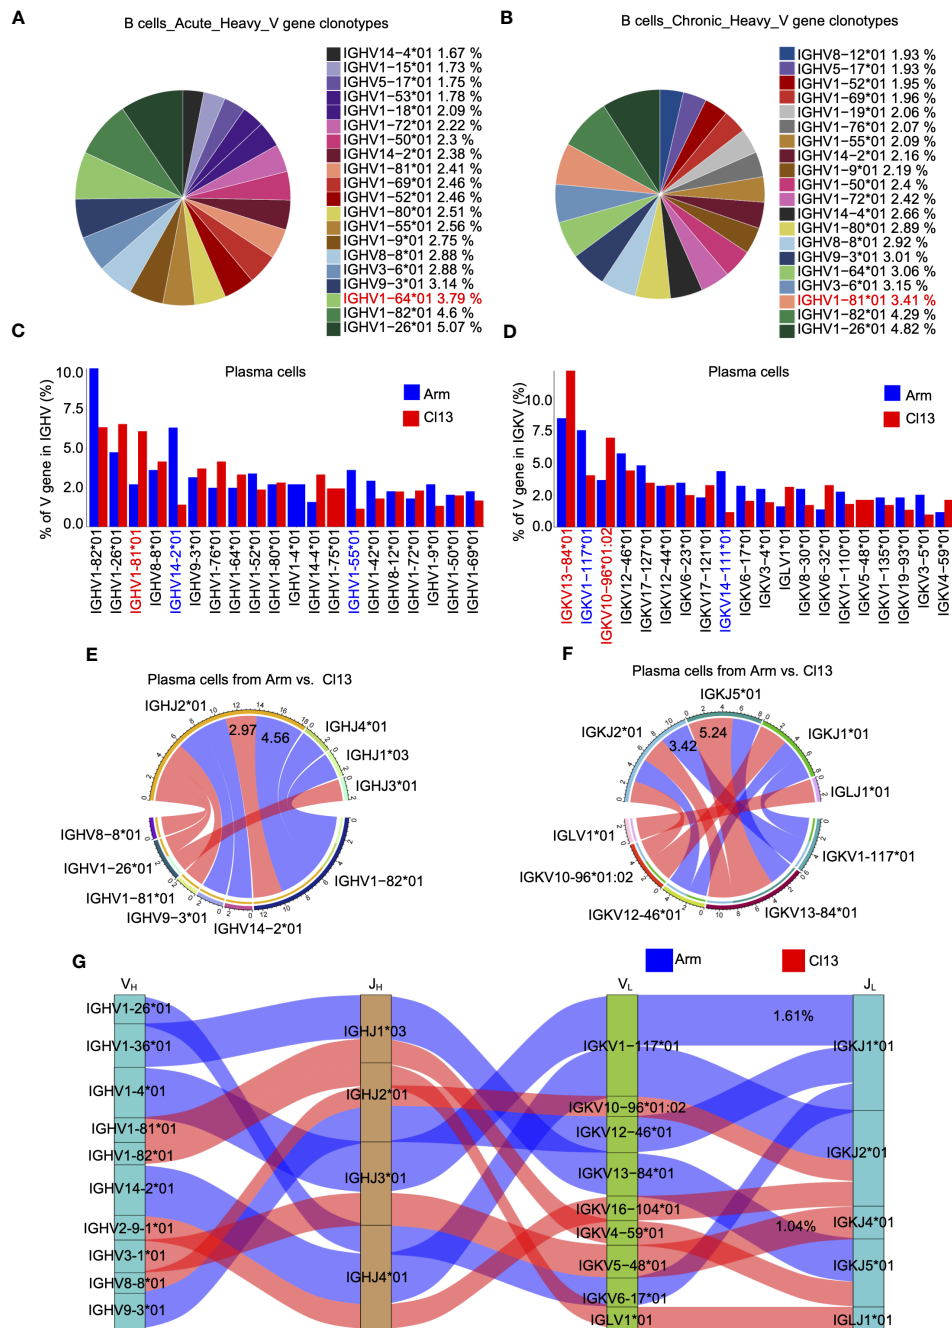 A
B cells_Acute_Heavy_V gene clonotypes
IGHV14−4*01 1.67 %
IGHV1−15*01 1.73 %
IGHV5−17*01 1.75 %
IGHV1−53*01 1.78 %
IGHV1−18*01 2.09 %
IGHV1−72*01 2.22 %
IGHV1−50*01 2.3 %
IGHV14−2*01 2.38 %
IGHV1−81*01 2.41 %
IGHV1−69*01 2.46 %
IGHV1−52*01 2.46 %
IGHV1−80*01 2.51 %
IGHV1−55*01 2.56 %
IGHV1−9*01 2.75 %
IGHV8−8*01 2.88 %
IGHV3−6*01 2.88 %
IGHV9−3*01 3.14 %
IGHV1−64*01 3.79 %
IGHV1−82*01 4.6 %
IGHV1−26*01 5.07 %
B
B cells_Chronic_Heavy_V gene clonotypes
IGHV8−12*01 1.93 %
IGHV5−17*01 1.93 %
IGHV1−52*01 1.95 %
IGHV1−69*01 1.96 %
IGHV1−19*01 2.06 %
IGHV1−76*01 2.07 %
IGHV1−55*01 2.09 %
IGHV14−2*01 2.16 %
IGHV1−9*01 2.19 %
IGHV1−50*01 2.4 %
IGHV1−72*01 2.42 %
IGHV14−4*01 2.66 %
IGHV1−80*01 2.89 %
IGHV8−8*01 2.92 %
IGHV9−3*01 3.01 %
IGHV1−64*01 3.06 %
IGHV3−6*01 3.15 %
IGHV1−81*01 3.41 %
IGHV1−82*01 4.29 %
IGHV1−26*01 4.82 %
C
Plasma cells
Arm
Cl13
% of V gene in IGHV (%)
10.0
7.5
5.0
2.0
0.0
IGHV1−82*01
IGHV1−26*01
IGHV1−81*01
IGHV8−8*01
IGHV14−2*01
IGHV9−3*01
IGHV1−76*01
IGHV1−64*01
IGHV1−52*01
IGHV1−80*01
IGHV1−4*01
IGHV14−4*01
IGHV1−75*01
IGHV1−55*01
IGHV1−42*01
IGHV8−12*01
IGHV1−72*01
IGHV1−9*01
IGHV1−50*01
IGHV1−69*01
D
Plasma cells
Arm
Cl13
% of V gene in IGKV (%)
10.0
7.5
5.0
2.0
0.0
IGKV13−84*01
IGKV1−117*01
IGKV10−96*01:02
IGKV12−46*01
IGKV17−127*01
IGKV12−44*01
IGKV6−23*01
IGKV17−121*01
IGKV14−111*01
IGKV6−17*01
IGKV3−4*01
IGLV1*01
IGKV8−30*01
IGKV6−32*01
IGKV1−110*01
IGKV5−48*01
IGKV1−135*01
IGKV19−93*01
IGKV3−5*01
IGKV4−59*01
E
Plasma cells from Arm vs. Cl13
IGHJ2*01
IGHJ4*01
IGHJ1*03
IGHJ3*01
2.97
4.56
IGHV8−8*01
IGHV1−26*01
IGHV1−81*01
IGHV9−3*01
IGHV14−2*01
IGHV1−82*01
F
Plasma cells from Arm vs. Cl13
IGKJ5*01
IGKJ2*01
IGKJ1*01
IGLJ1*01
5.24
3.42
IGLV1*01
IGKV10−96*01:02
IGKV12−46*01
IGKV13−84*01
IGKV1−117*01
G
Arm
Cl13
VH
JH
VL
JL
IGHV1-26*01
IGHV1-36*01
IGHV1-4*01
IGHV1-81*01
IGHV1-82*01
IGHV14-2*01
IGHV2-9-1*01
IGHV3-1*01
IGHV8-8*01
IGHV9-3*01
IGHJ1*03
IGHJ2*01
IGHJ3*01
IGHJ4*01
IGKV1−117*01
IGKV10−96*01:02
IGKV12−46*01
IGKV13−84*01
IGKV16−104*01
IGKV4−59*01
IGKV5−48*01
IGKV6−17*01
IGLV1*01
1.61%
1.04%
IGKJ1*01
IGKJ2*01
IGKJ4*01
IGKJ5*01
IGLJ1*01